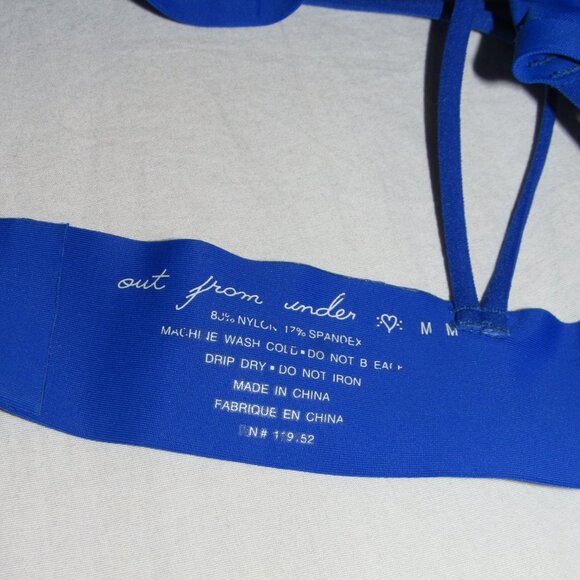 out from under M M
NYLON 17% SPANDEX
MACHINE WASH COLD • DO NOT
DRIP DRY • DO NOT IRON
MADE IN CHINA
FABRIQUE EN CHINA